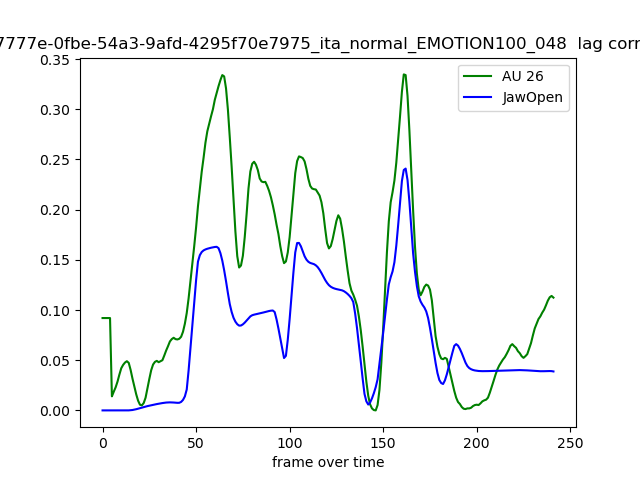 7777e-0fbe-54a3-9afd-4295f70e7975_ita_normal_EMOTION100_048 lag corr
AU 26
JawOpen
0.35
0.30
0.25
0.20
0.15
0.10
0.05
0.00
0 50 100 150 200 250
frame over time